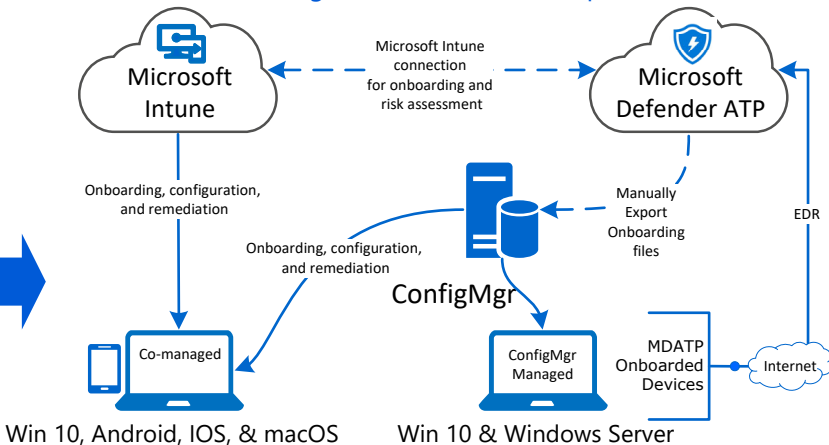 Microsoft
Intune
Microsoft Intune
connection
for onboarding and
risk assessment
Microsoft
Defender ATP
Onboarding, configuration,
and remediation
Manually
Export
Onboarding
files
EDR
Onboarding, configuration,
and remediation
ConfigMgr
Co-managed
ConfigMgr
Managed
MDATP
Onboarded
Devices
Internet
Win 10, Android, IOS, & macOS
Win 10 & Windows Server